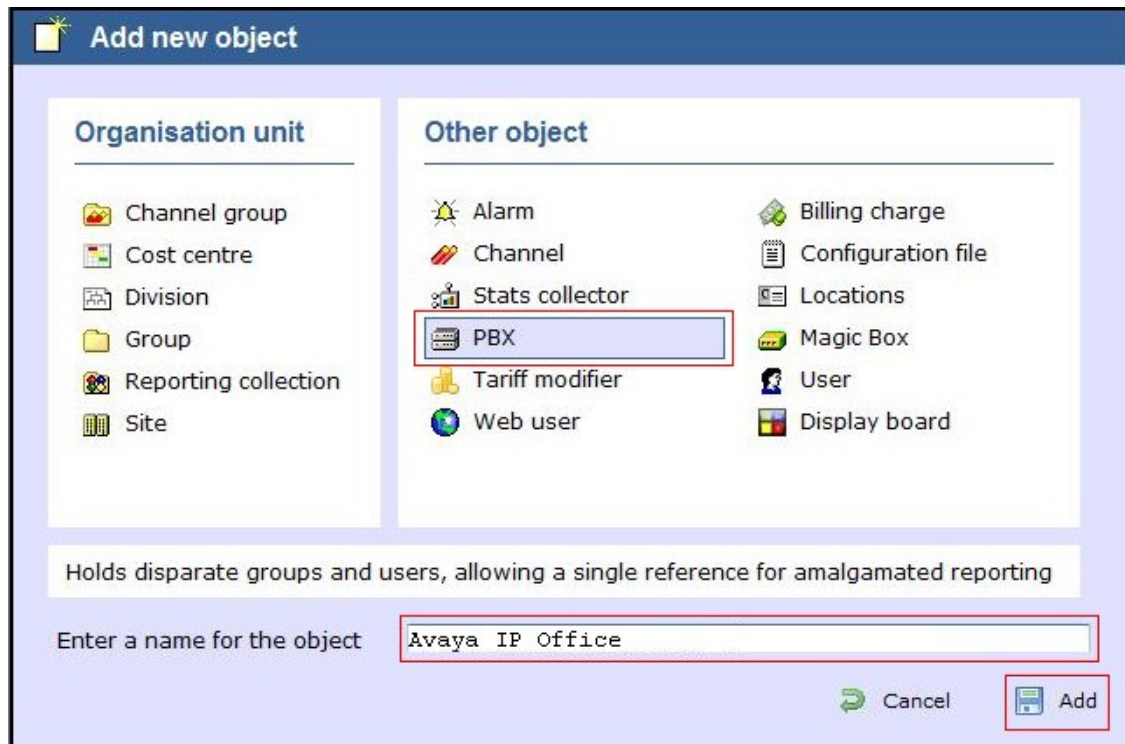 Add new object
Organisation unit
Channel group
Cost centre
Division
Group
Reporting collection
Site
Other object
Alarm
Channel
Stats collector
PBX
Tariff modifier
Web user
Billing charge
Configuration file
Locations
Magic Box
User
Display board
Holds disparate groups and users, allowing a single reference for amalgamated reporting
Enter a name for the object
Avaya IP Office
Cancel
Add